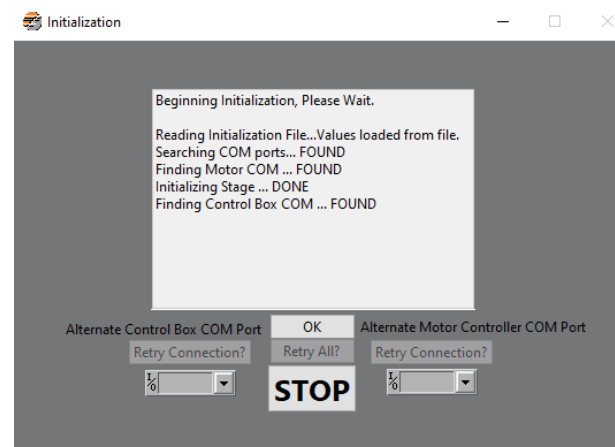 Initialization
Beginning Initialization, Please Wait.
Reading Initialization File...Values loaded from file.
Searching COM ports... FOUND
Finding Motor COM ... FOUND
Initializing Stage ... DONE
Finding Control Box COM ... FOUND
Alternate Control Box COM Port
OK
Alternate Motor Controller COM Port
Retry Connection?
Retry All?
Retry Connection?
I/0
STOP
I/0